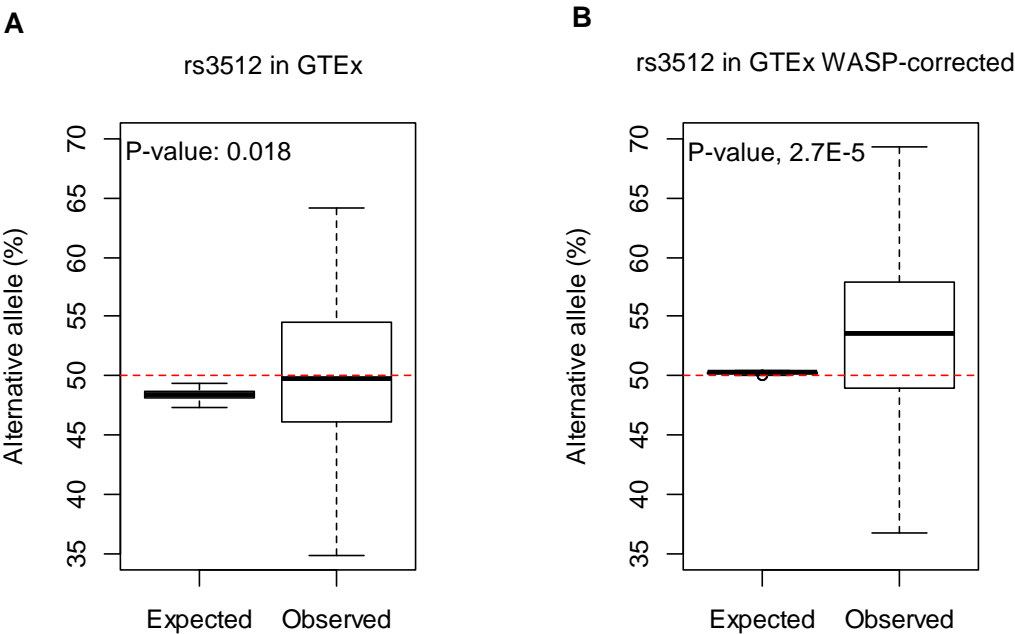 A
rs3512 in GTEx
P-value: 0.018
Alternative allele (%)
70
65
60
55
50
45
40
35
Expected Observed
B
rs3512 in GTEx WASP-corrected
P-value, 2.7E-5
Alternative allele (%)
70
65
60
55
50
45
40
35
Expected Observed